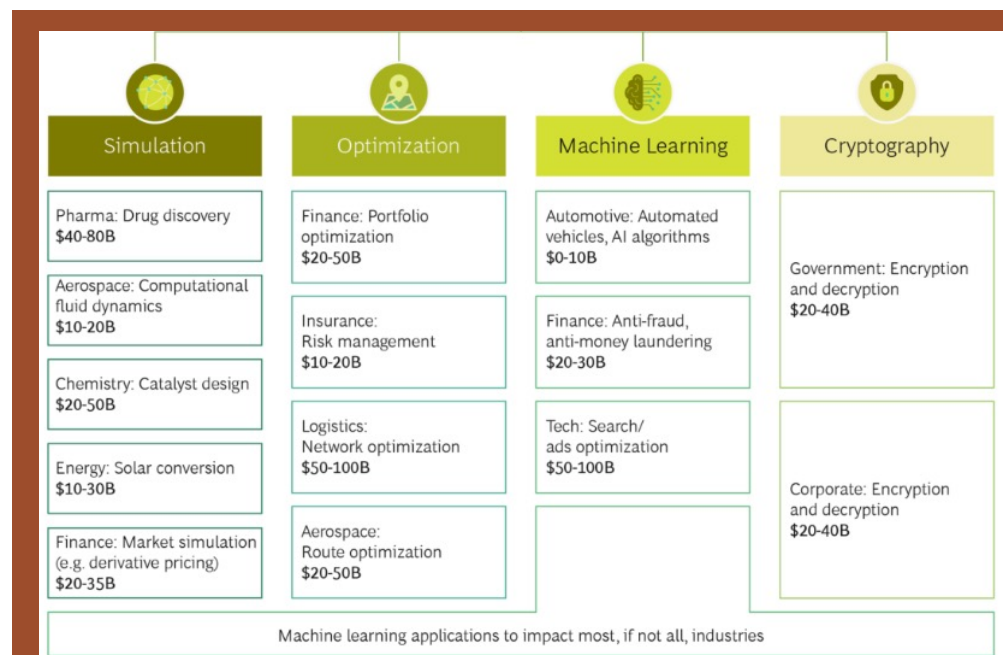 Simulation
Pharma: Drug discovery
$40-80B
Aerospace: Computational
fluid dynamics
$10-20B
Chemistry: Catalyst design
$20-50B
Energy: Solar conversion
$10-30B
Finance: Market simulation
(e.g. derivative pricing)
$20-35B
Optimization
Finance: Portfolio
optimization
$20-50B
Insurance:
Risk management
$10-20B
Logistics:
Network optimization
$50-100B
Aerospace:
Route optimization
$20-50B
Machine Learning
Automotive: Automated
vehicles, AI algorithms
$0-10B
Finance: Anti-fraud,
anti-money laundering
$20-30B
Tech: Search/
ads optimization
$50-100B
Cryptography
Government: Encryption
and decryption
$20-40B
Corporate: Encryption
and decryption
$20-40B
Machine learning applications to impact most, if not all, industries